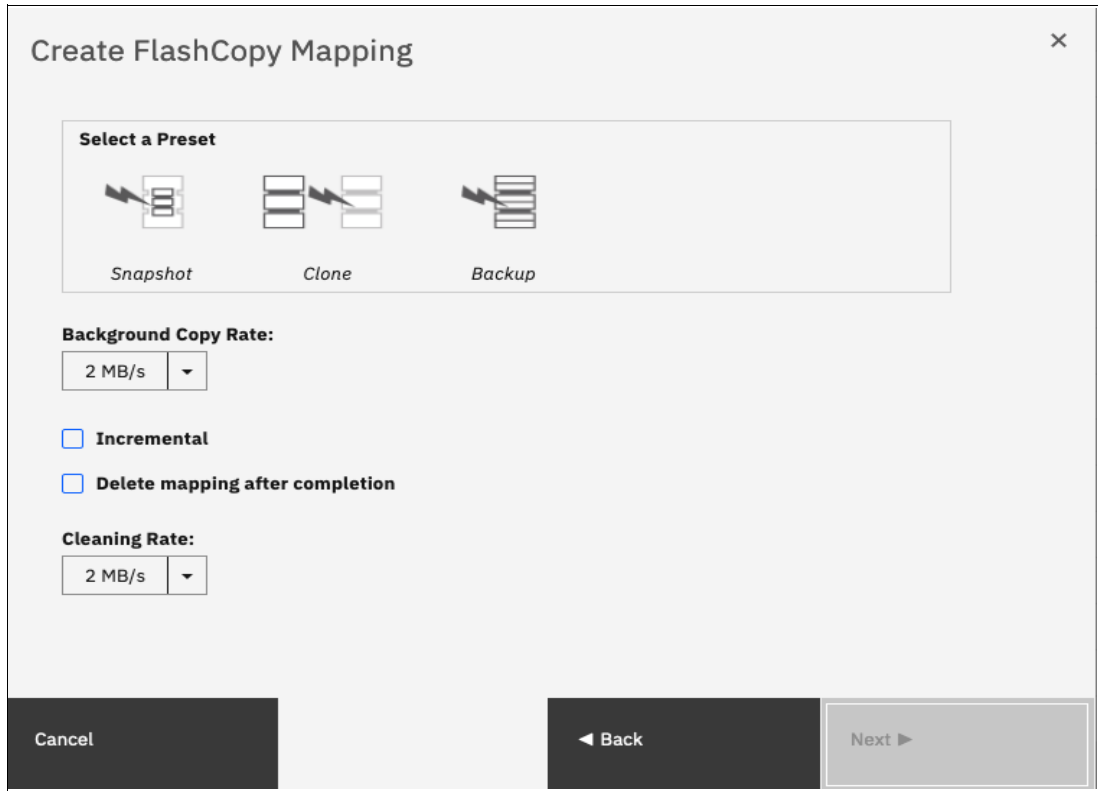 Create FlashCopy Mapping
×
Select a Preset
Snapshot Clone Backup
Background Copy Rate:
2 MB/s
Incremental
Delete mapping after completion
Cleaning Rate:
2 MB/s
Cancel ◀ Back Next ▶